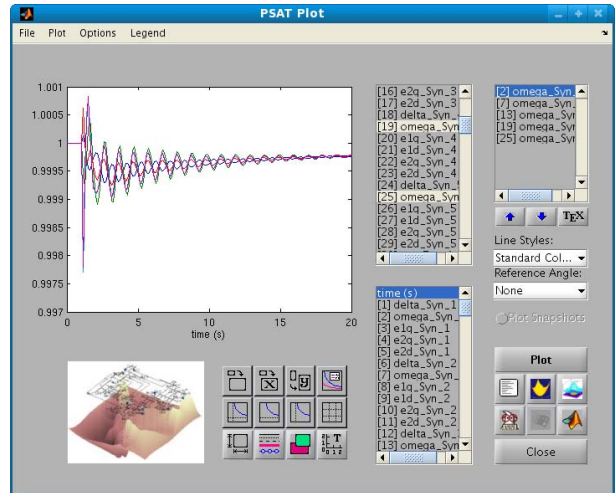 PSAT Plot
File Plot Options Legend
1.001
1.0005
1
0.9995
0.999
0.9985
0.998
0.9975
0.997
0 5 10 15 20
time (s)
[16] e2q_Syn_3
[17] e2d_Syn_3
[18] delta_Syn_
[19] omega_Syn
[20] e1q_Syn_4
[21] e1d_Syn_4
[22] e2q_Syn_4
[23] e2d_Syn_4
[24] delta_Syn_5
[25] omega_Syn
[26] e1q_Syn_5
[27] e1d_Syn_5
[28] e2q_Syn_5
[29] e2d_Syn_5
[2] omega_Syn_
[7] omega_Syn_
[13] omega_Syn
[19] omega_Syn
[25] omega_Syn
TEX
Line Styles:
Standard Col...
Reference Angle:
None
Plot Snapshots
time (s)
[1] delta_Syn_1
[2] omega_Syn_
[3] e1q_Syn_1
[4] e2q_Syn_1
[5] e2d_Syn_1
[6] delta_Syn_2
[7] omega_Syn_
[8] e1q_Syn_2
[9] e1d_Syn_2
[10] e2q_Syn_2
[11] e2d_Syn_2
[12] delta_Syn_
[13] omega_Syn
Plot
Close